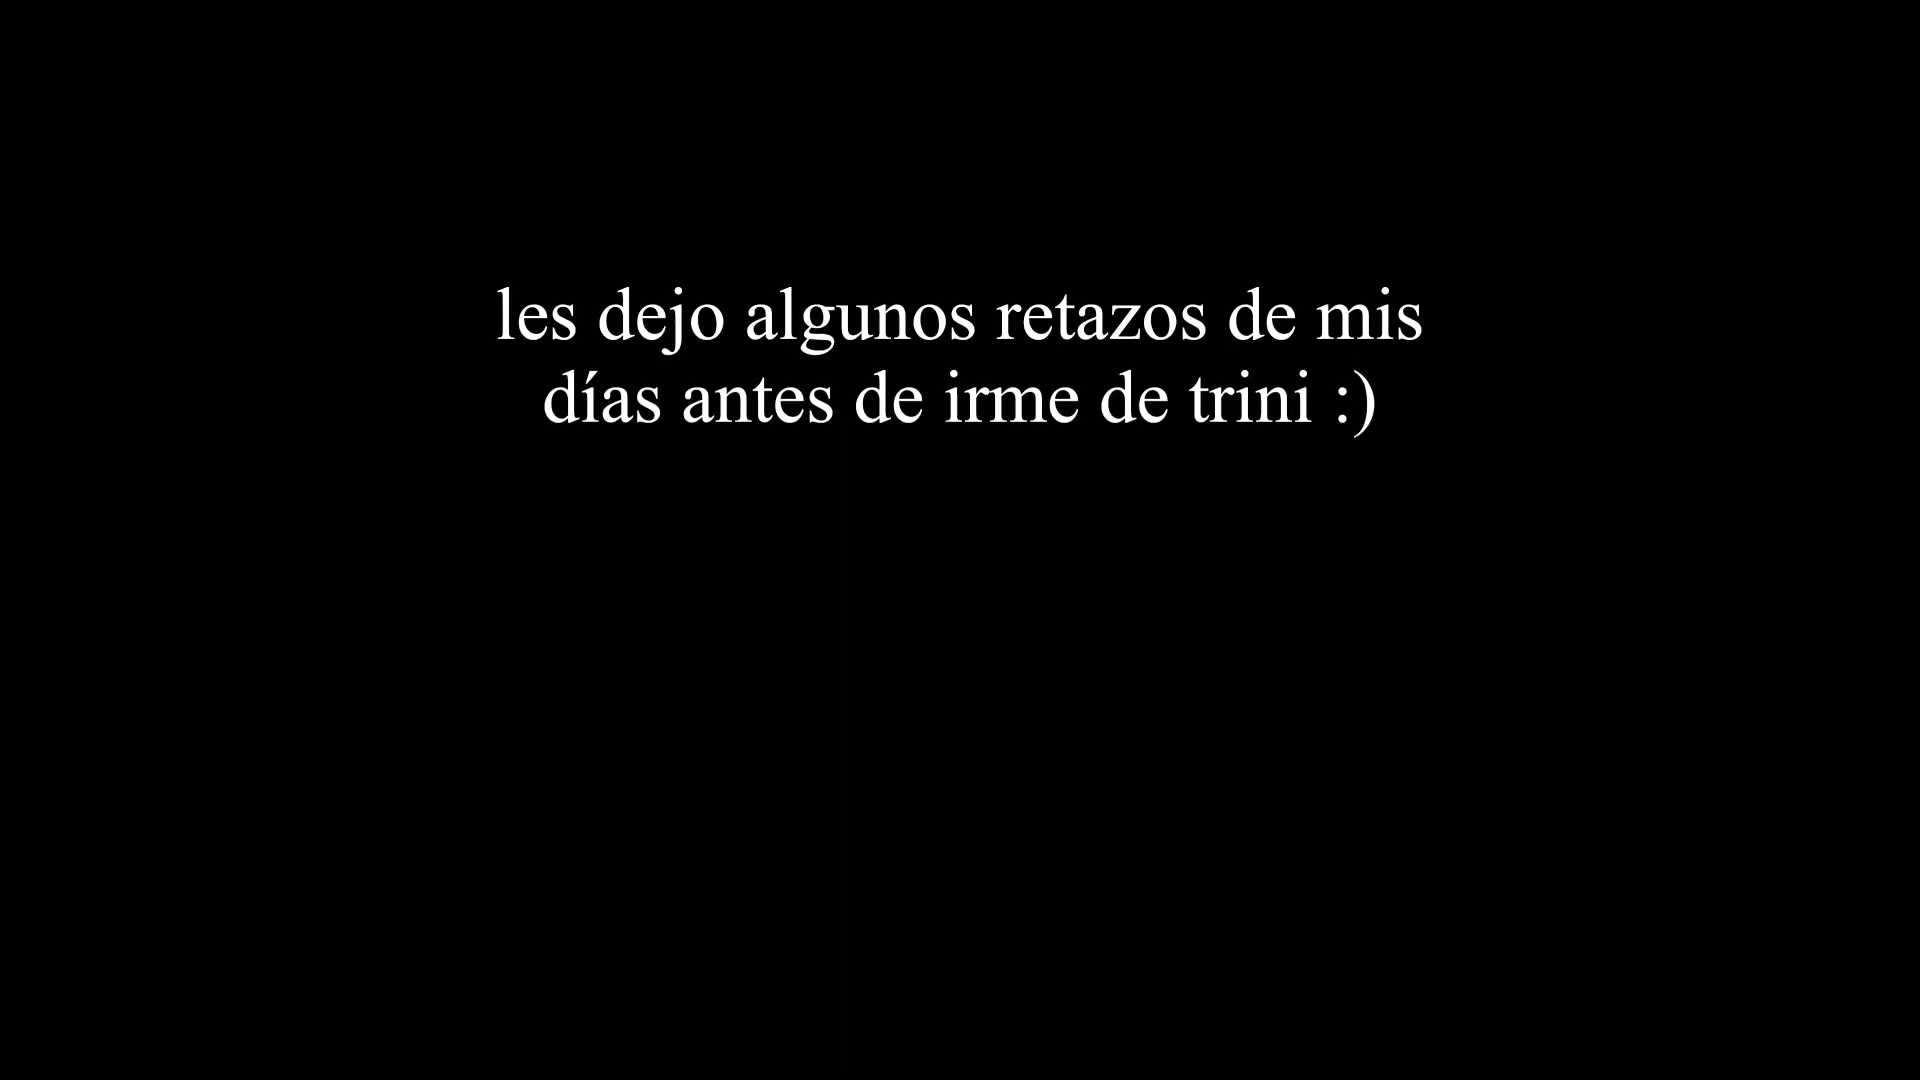 les dejo algunos retazos de mis
días antes de irme de trini :)